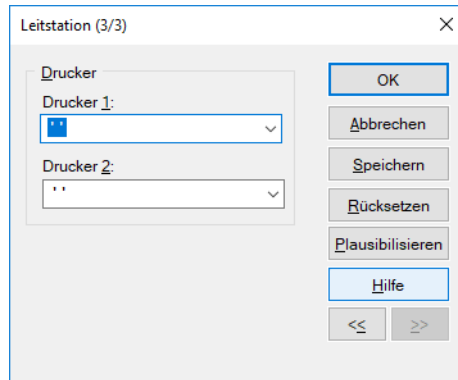 Leitstation (3/3)
Drucker
Drucker 1:
' '
Drucker 2:
' '
OK
Abbrechen
Speichern
Rücksetzen
Plausibilisieren
Hilfe
<<
>>